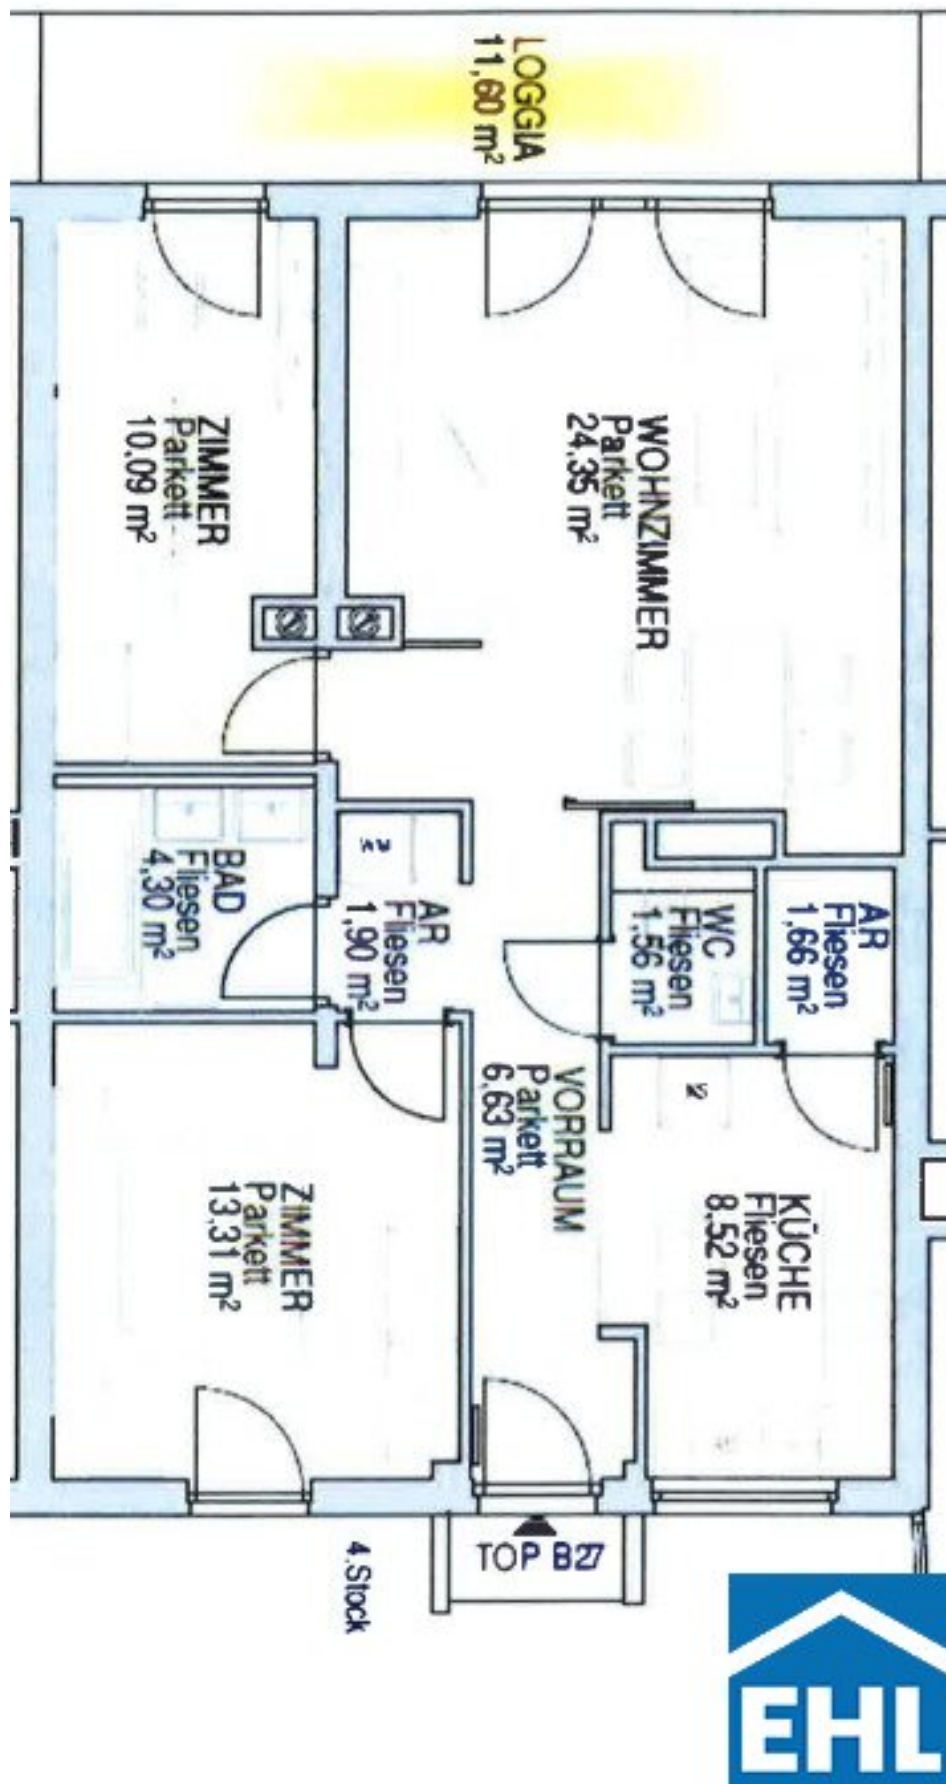 LOGGIA
11,60 m²
WOHNZIMMER
Parkett
24,35 m²
ZIMMER
Parkett
10,09 m²
BAD
Fliesen
4,30 m²
AR
Fliesen
1,90 m²
WC
Fliesen
1,56 m²
AR
Fliesen
1,66 m²
VORRAUM
Parkett
6,63 m²
KÜCHE
Fliesen
8,52 m²
ZIMMER
Parkett
13,31 m²
TOP B27
4.Stock
EHL